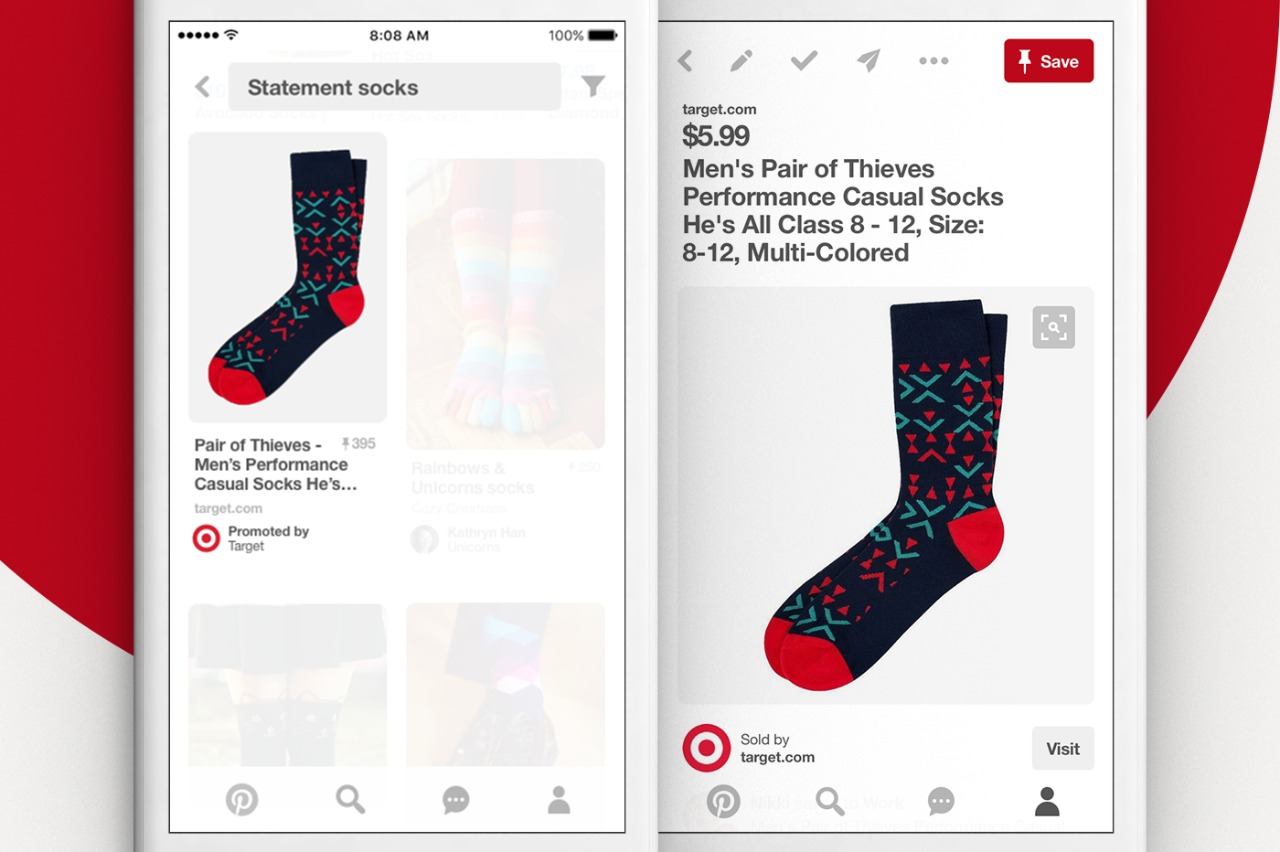 8:08 AM
100%
Statement socks
Pair of Thieves -
395
Men's Performance
Casual Socks He's...
target.com
Promoted by
Target
Rainbows &
250
Unicorns socks
Cozy Creations
Kathryn Han
Unicorns
Save
target.com
$5.99
Men's Pair of Thieves
Performance Casual Socks
He's All Class 8 - 12, Size:
8-12, Multi-Colored
Sold by
target.com
Visit